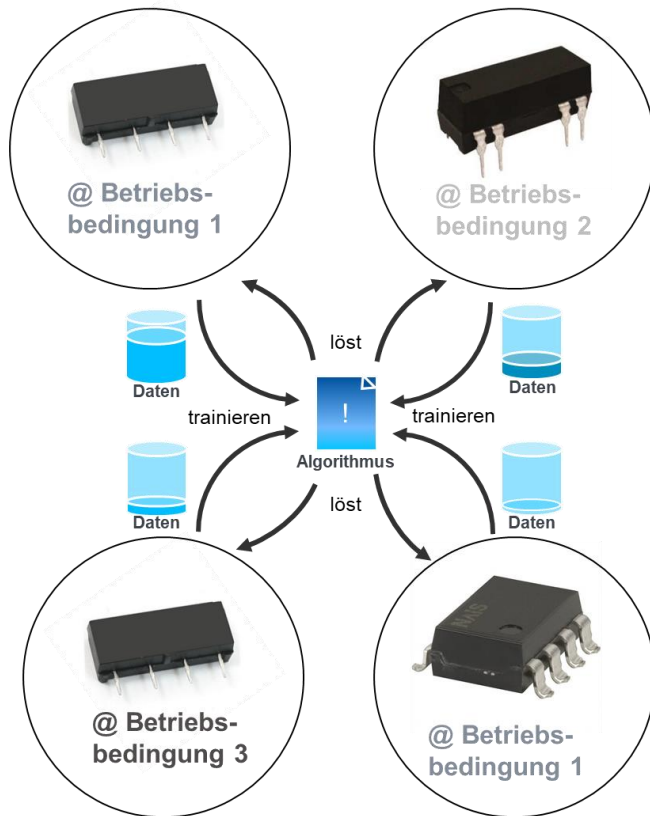 @ Betriebs-
bedingung 1
@ Betriebs-
bedingung 2
löst
Daten
Daten
trainieren
!
trainieren
Algorithmus
löst
Daten
Daten
NAIS
@ Betriebs-
bedingung 3
@ Betriebs-
bedingung 1